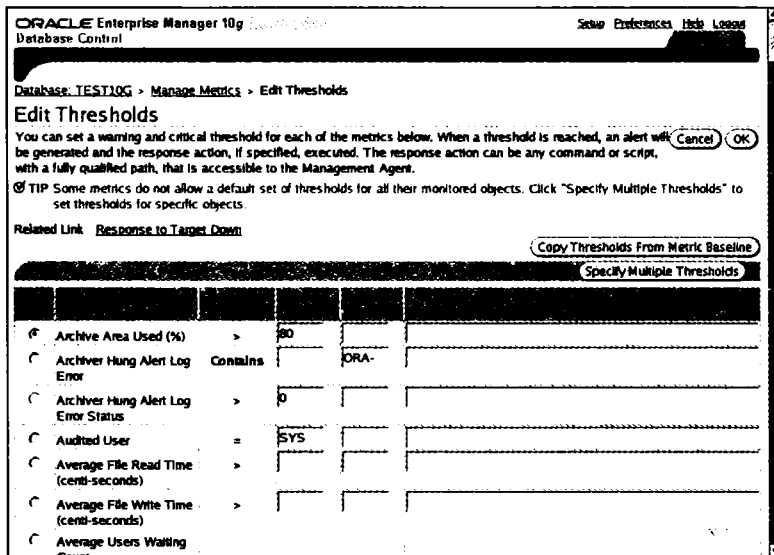 ORACLE Enterprise Manager 10g
Setup Preferences Help Logout
Database Control
Database: TEST10G > Manage Metrics > Edit Thresholds
Edit Thresholds
You can set a warning and critical threshold for each of the metrics below. When a threshold is reached, an alert will
be generated and the response action, if specified, executed. The response action can be any command or script,
with a fully qualified path, that is accessible to the Management Agent.
Cancel OK
TIP Some metrics do not allow a default set of thresholds for all their monitored objects. Click "Specify Multiple Thresholds" to
set thresholds for specific objects.
Related Link Response to Target Down
Copy Thresholds From Metric Baseline
Specify Multiple Thresholds
Archive Area Used (%) > 80
Archiver Hung Alert Log Contains ORA-
Error
Archiver Hung Alert Log > 0
Error Status
Audited User = SYS
Average File Read Time >
(centi-seconds)
Average File Write Time >
(centi-seconds)
Average Users Waiting